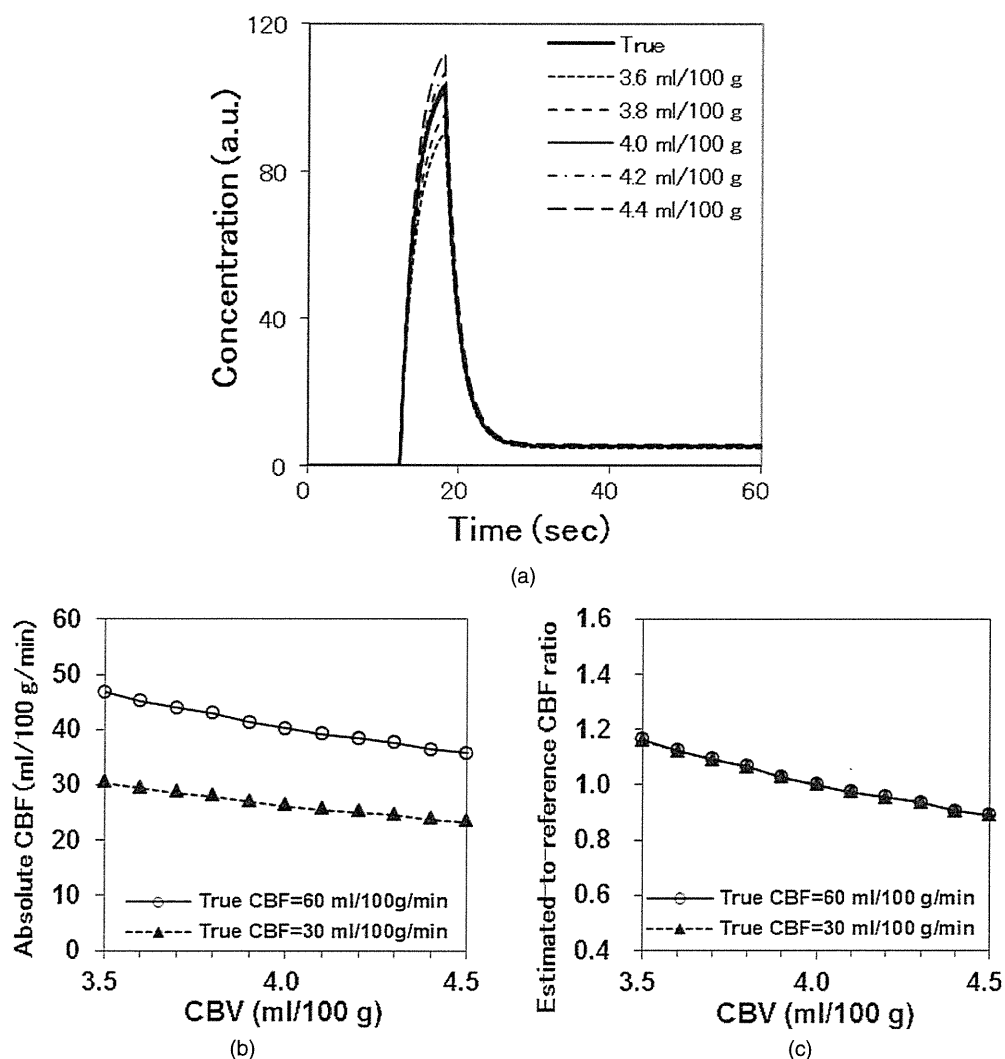 120
80
40
0
Concentration (a.u.)
True
3.6 ml/100 g
3.8 ml/100 g
4.0 ml/100 g
4.2 ml/100 g
4.4 ml/100 g
0 20 40 60
Time (sec)
(a)
60
50
40
30
20
10
0
Absolute CBF (ml/100 g/min)
True CBF=60 ml/100g/min
True CBF=30 ml/100g/min
3.5 4.0 4.5
CBV (ml/100 g)
(b)
1.6
1.4
1.2
1.0
0.8
0.6
0.4
Estimated-to-reference CBF ratio
True CBF=60 ml/100g/min
True CBF=30 ml/100 g/min
3.5 4.0 4.5
CBV (ml/100 g)
(c)